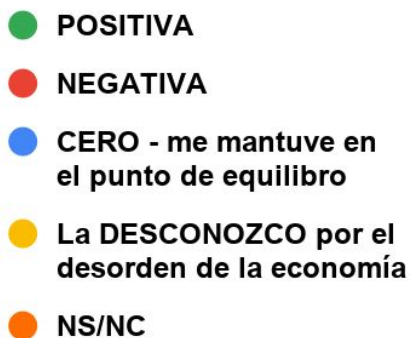 POSITIVA
NEGATIVA
CERO - me mantuve en
el punto de equilibro
La DESCONOZCO por el
desorden de la economía
NS/NC